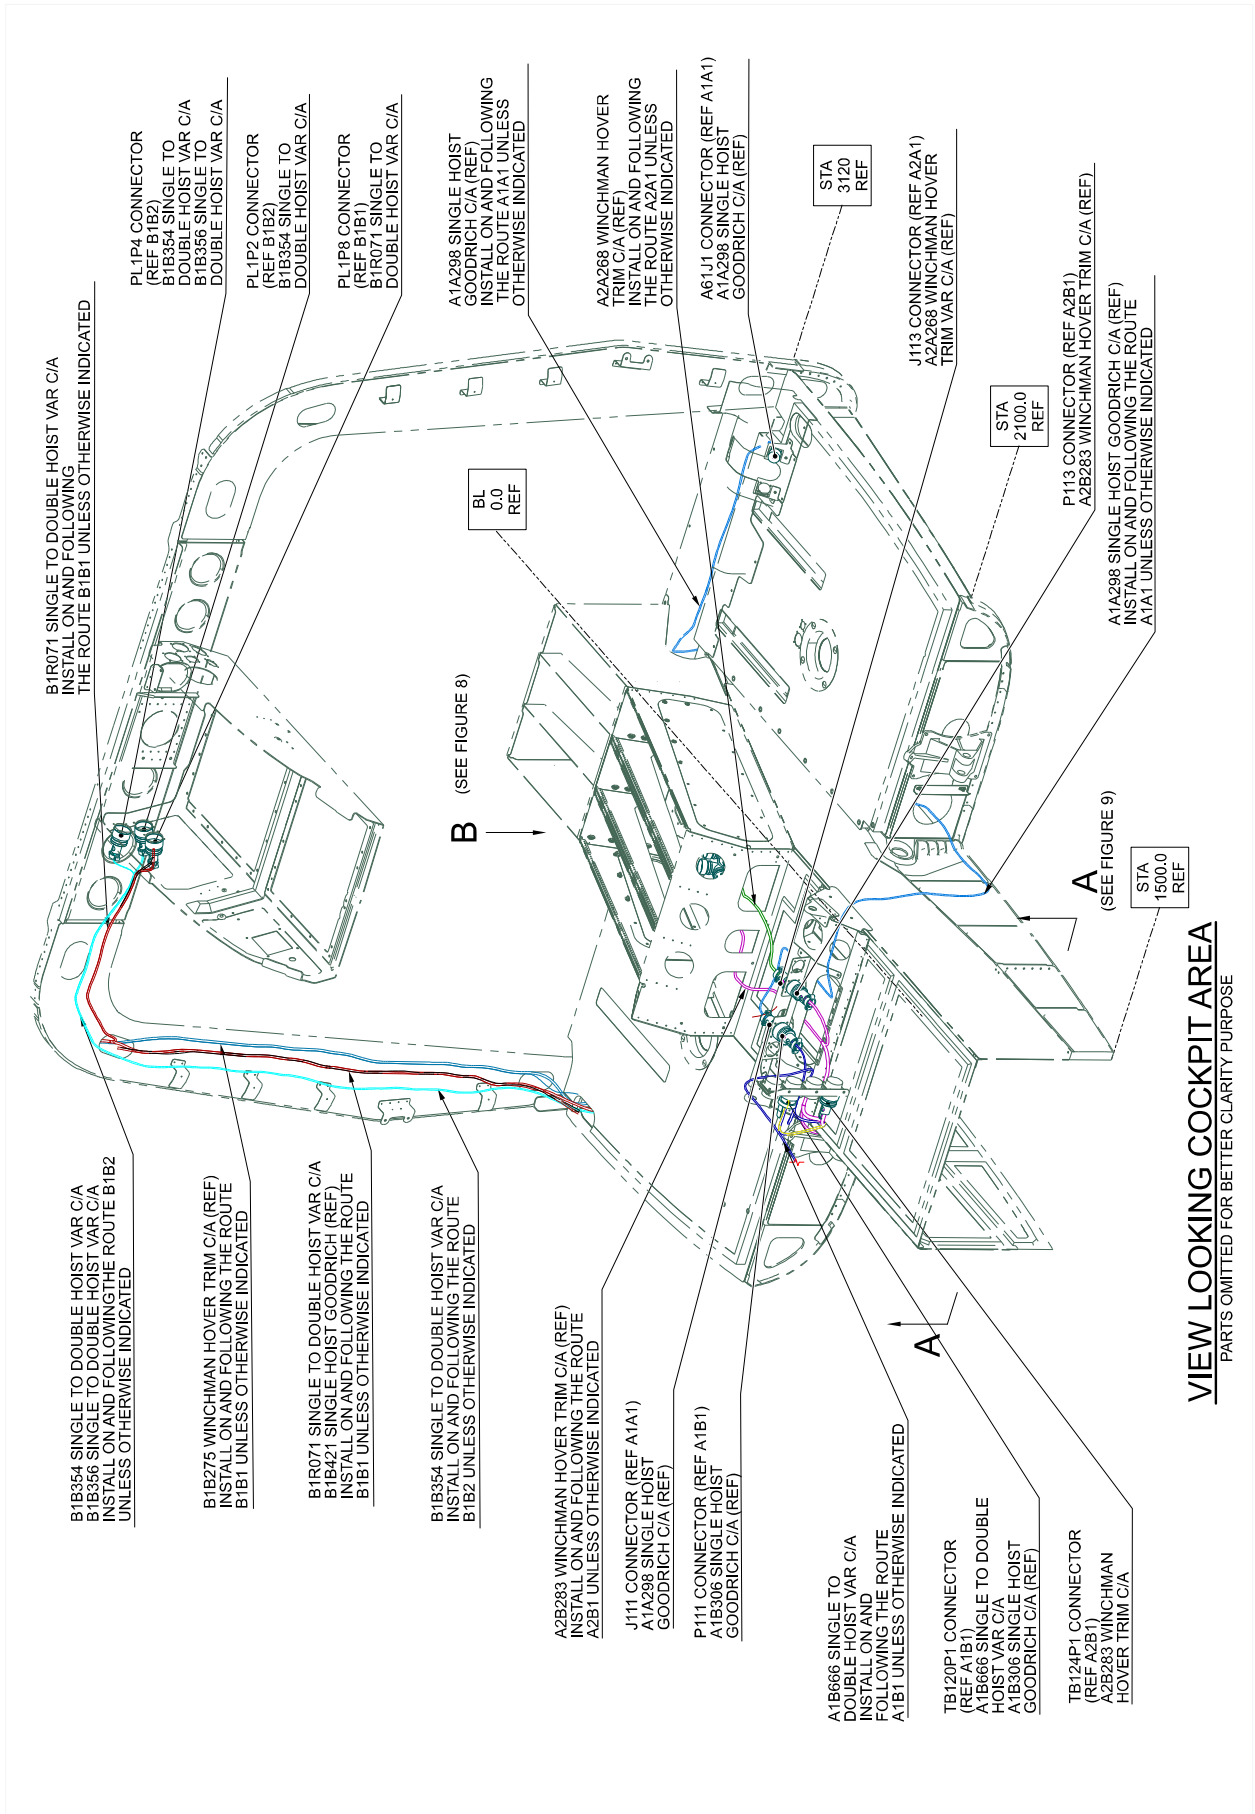 B1B354 SINGLE TO DOUBLE HOIST VAR C/A
B1B356 SINGLE TO DOUBLE HOIST VAR C/A
INSTALL ON AND FOLLOWINGTHE ROUTE B1B2
UNLESS OTHERWISE INDICATED
B1B275 WINCHMAN HOVER TRIM C/A (REF)
INSTALL ON AND FOLLOWING THE ROUTE
B1B1 UNLESS OTHERWISE INDICATED
B1R071 SINGLE TO DOUBLE HOIST VAR C/A
B1B421 SINGLE HOIST GOODRICH (REF)
INSTALL ON AND FOLLOWING THE ROUTE
B1B1 UNLESS OTHERWISE INDICATED
B1B354 SINGLE TO DOUBLE HOIST VAR C/A
INSTALL ON AND FOLLOWING THE ROUTE
B1B2 UNLESS OTHERWISE INDICATED
A2B283 WINCHMAN HOVER TRIM C/A (REF)
INSTALL ON AND FOLLOWING THE ROUTE
A2B1 UNLESS OTHERWISE INDICATED
J111 CONNECTOR (REF A1A1)
A1A298 SINGLE HOIST
GOODRICH C/A (REF)
P111 CONNECTOR (REF A1B1)
A1B306 SINGLE HOIST
GOODRICH C/A (REF)
A1B666 SINGLE TO
DOUBLE HOIST VAR C/A
INSTALL ON AND
FOLLOWING THE ROUTE
A1B1 UNLESS OTHERWISE INDICATED
TB120P1 CONNECTOR
(REF A1B1)
A1B666 SINGLE TO DOUBLE
HOIST VAR C/A
A1B306 SINGLE HOIST
GOODRICH C/A (REF)
TB124P1 CONNECTOR
(REF A2B1)
A2B283 WINCHMAN
HOVER TRIM C/A
B1R071 SINGLE TO DOUBLE HOIST VAR C/A
INSTALL ON AND FOLLOWING
THE ROUTE B1B1 UNLESS OTHERWISE INDICATED
PL1P4 CONNECTOR
(REF B1B2)
B1B354 SINGLE TO
DOUBLE HOIST VAR C/A
B1B356 SINGLE TO
DOUBLE HOIST VAR C/A
PL1P2 CONNECTOR
(REF B1B2)
B1B354 SINGLE TO
DOUBLE HOIST VAR C/A
PL1P8 CONNECTOR
(REF B1B1)
B1R071 SINGLE TO
DOUBLE HOIST VAR C/A
A1A298 SINGLE HOIST
GOODRICH C/A (REF)
INSTALL ON AND FOLLOWING
THE ROUTE A1A1 UNLESS
OTHERWISE INDICATED
A2A268 WINCHMAN HOVER
TRIM C/A (REF)
INSTALL ON AND FOLLOWING
THE ROUTE A2A1 UNLESS
OTHERWISE INDICATED
A61J1 CONNECTOR (REF A1A1)
A1A298 SINGLE HOIST
GOODRICH C/A (REF)
STA
3120
REF
J113 CONNECTOR (REF A2A1)
A2A268 WINCHMAN HOVER
TRIM VAR C/A (REF)
STA
2100.0
REF
P113 CONNECTOR (REF A2B1)
A2B283 WINCHMAN HOVER TRIM C/A (REF)
A1A298 SINGLE HOIST GOODRICH C/A (REF)
INSTALL ON AND FOLLOWING THE ROUTE
A1A1 UNLESS OTHERWISE INDICATED
BL
0.0
REF
B
(SEE FIGURE 8)
A
(SEE FIGURE 9)
STA
1500.0
REF
A
VIEW LOOKING COCKPIT AREA
PARTS OMITTED FOR BETTER CLARITY PURPOSE